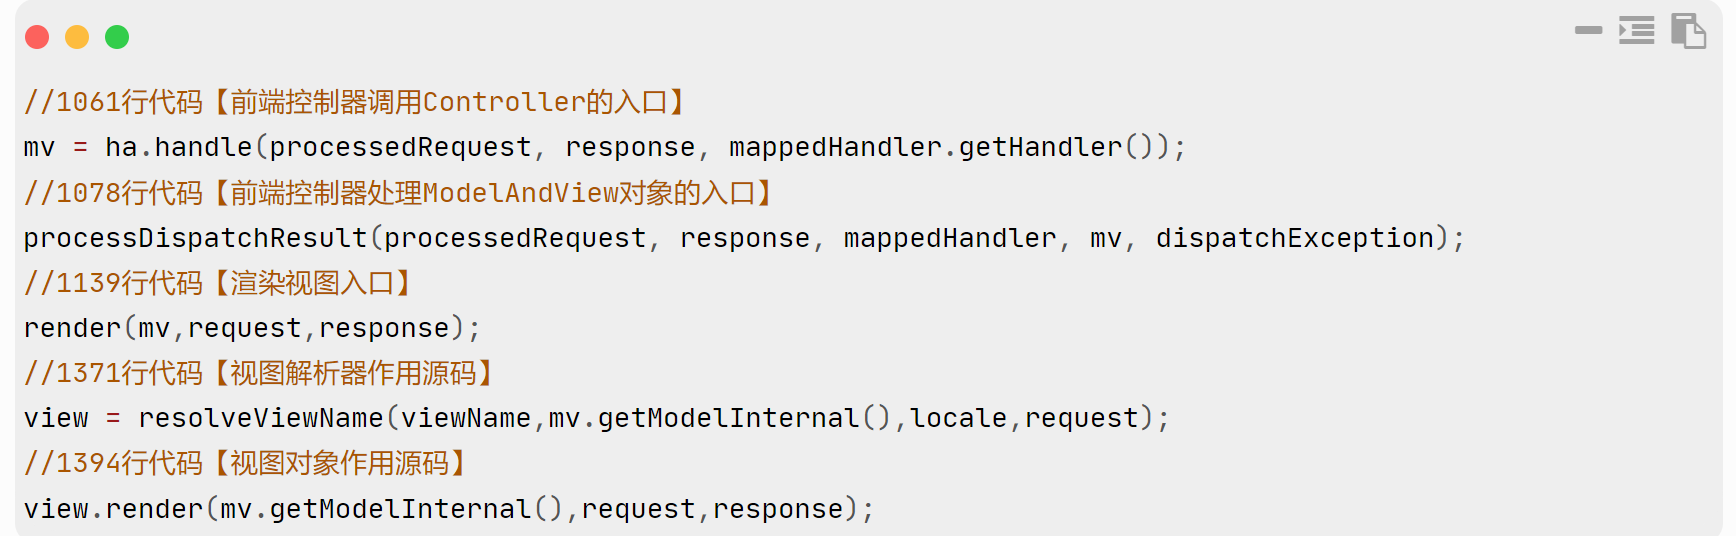 //1061行代码【前端控制器调用Controller的入口】
mv = ha.handle(processedRequest, response, mappedHandler.getHandler());
//1078行代码【前端控制器处理ModelAndView对象的入口】
processDispatchResult(processedRequest, response, mappedHandler, mv, dispatchException);
//1139行代码【渲染视图入口】
render(mv,request,response);
//1371行代码【视图解析器作用源码】
view = resolveViewName(viewName,mv.getModelInternal(),locale,request);
//1394行代码【视图对象作用源码】
view.render(mv.getModelInternal(),request,response);